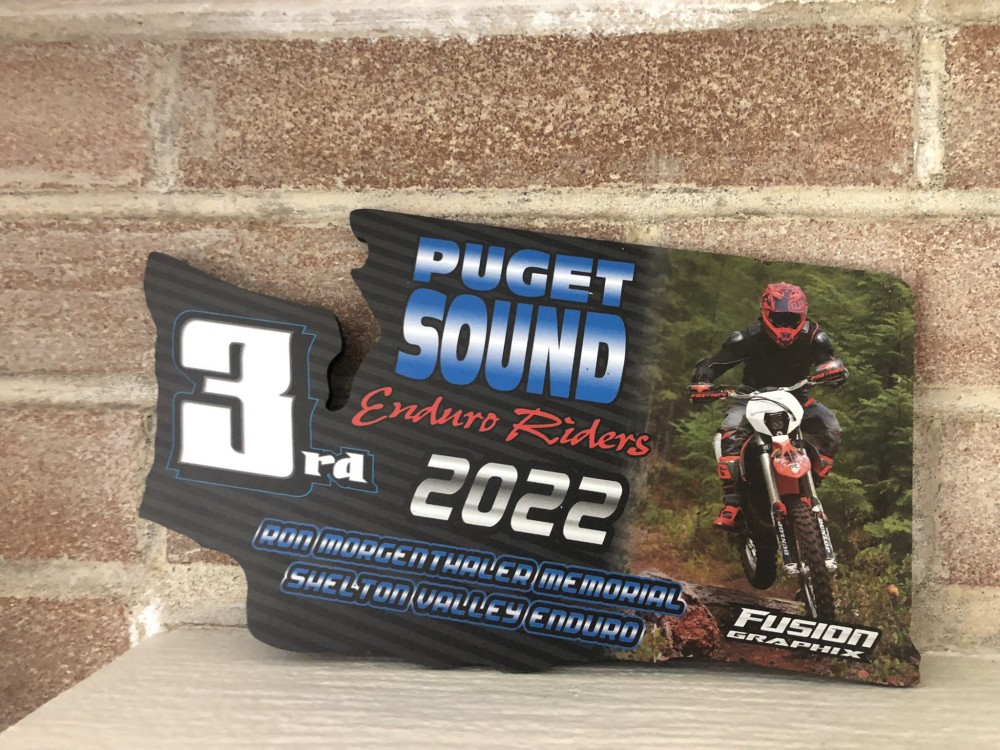 3rd
PUGET
SOUND
Enduro Riders
2022
RON MORGENTHALER MEMORIAL
SHELTON VALLEY ENDURO
FUSION
GRAPHIX